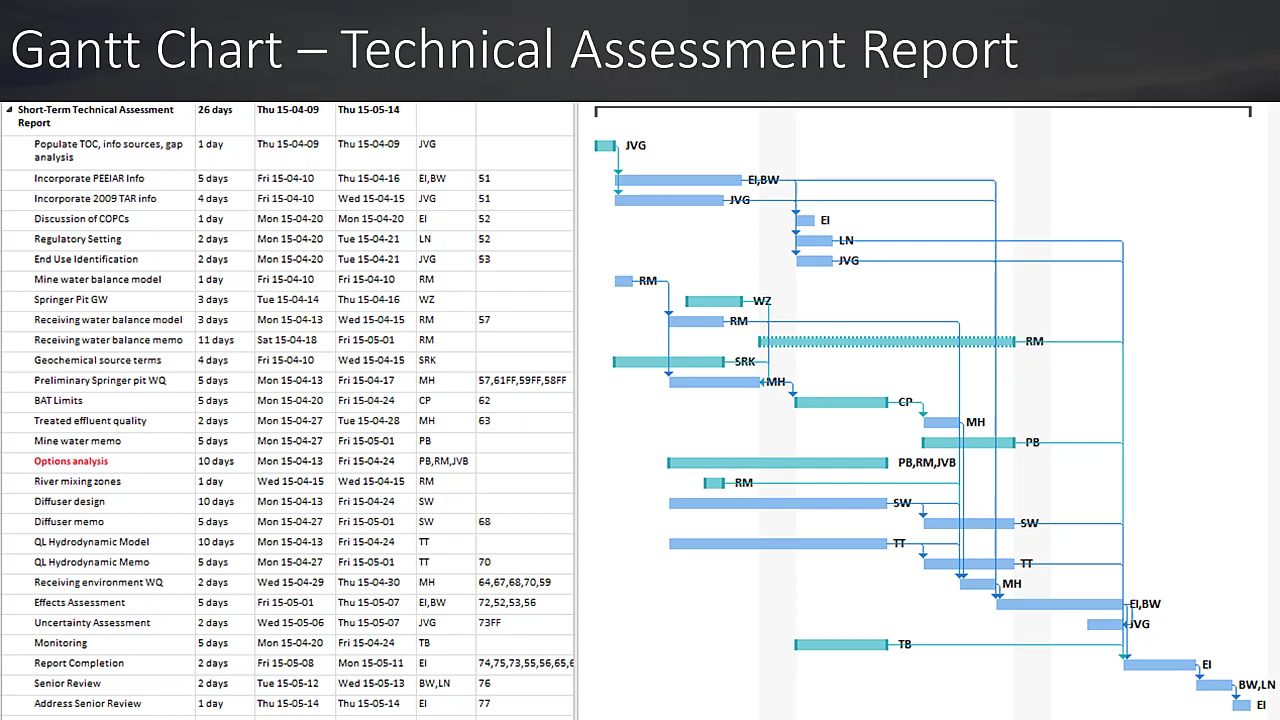 Gantt Chart – Technical Assessment Report
Short-Term Technical Assessment 26 days Thu 15-04-09 Thu 15-05-14
Report
Populate TOC, info sources, gap 1 day Thu 15-04-09 Thu 15-04-09 JVG JVG
analysis
Incorporate PEEIAR Info 5 days Fri 15-04-10 Thu 15-04-16 EI,BW 51 EI,BW
Incorporate 2009 TAR info 4 days Fri 15-04-10 Wed 15-04-15 JVG 51 JVG
Discussion of COPCs 1 day Mon 15-04-20 Mon 15-04-20 EI 52 EI
Regulatory Setting 2 days Mon 15-04-20 Tue 15-04-21 LN 52 LN
End Use Identification 2 days Mon 15-04-20 Tue 15-04-21 JVG 53 JVG
Mine water balance model 1 day Fri 15-04-10 Fri 15-04-10 RM RM
Springer Pit GW 3 days Tue 15-04-14 Thu 15-04-16 WZ WZ
Receiving water balance model 3 days Mon 15-04-13 Wed 15-04-15 RM 57 RM
Receiving water balance memo 11 days Sat 15-04-18 Fri 15-05-01 RM RM
Geochemical source terms 4 days Fri 15-04-10 Wed 15-04-15 SRK SRK
Preliminary Springer pit WQ 5 days Mon 15-04-13 Fri 15-04-17 MH 57,61FF,59FF,58FF MH
BAT Limits 5 days Mon 15-04-20 Fri 15-04-24 CP 62 CP
Treated effluent quality 2 days Mon 15-04-27 Tue 15-04-28 MH 63 MH
Mine water memo 5 days Mon 15-04-27 Fri 15-05-01 PB PB
Options analysis 10 days Mon 15-04-13 Fri 15-04-24 PB,RM,JVB PB,RM,JVB
River mixing zones 1 day Wed 15-04-15 Wed 15-04-15 RM RM
Diffuser design 10 days Mon 15-04-13 Fri 15-04-24 SW SW
Diffuser memo 5 days Mon 15-04-27 Fri 15-05-01 SW 68 SW
QL Hydrodynamic Model 10 days Mon 15-04-13 Fri 15-04-24 TT TT
QL Hydrodynamic Memo 5 days Mon 15-04-27 Fri 15-05-01 TT 70 TT
Receiving environment WQ 2 days Wed 15-04-29 Thu 15-04-30 MH 64,67,68,70,59 MH
Effects Assessment 5 days Fri 15-05-01 Thu 15-05-07 EI,BW 72,52,53,56 EI,BW
Uncertainty Assessment 2 days Wed 15-05-06 Thu 15-05-07 JVG 73FF JVG
Monitoring 5 days Mon 15-04-20 Fri 15-04-24 TB TB
Report Completion 2 days Fri 15-05-08 Mon 15-05-11 EI 74,75,73,55,56,65,6 EI
Senior Review 2 days Tue 15-05-12 Wed 15-05-13 BW,LN 76 BW,LN
Address Senior Review 1 day Thu 15-05-14 Thu 15-05-14 EI 77 EI